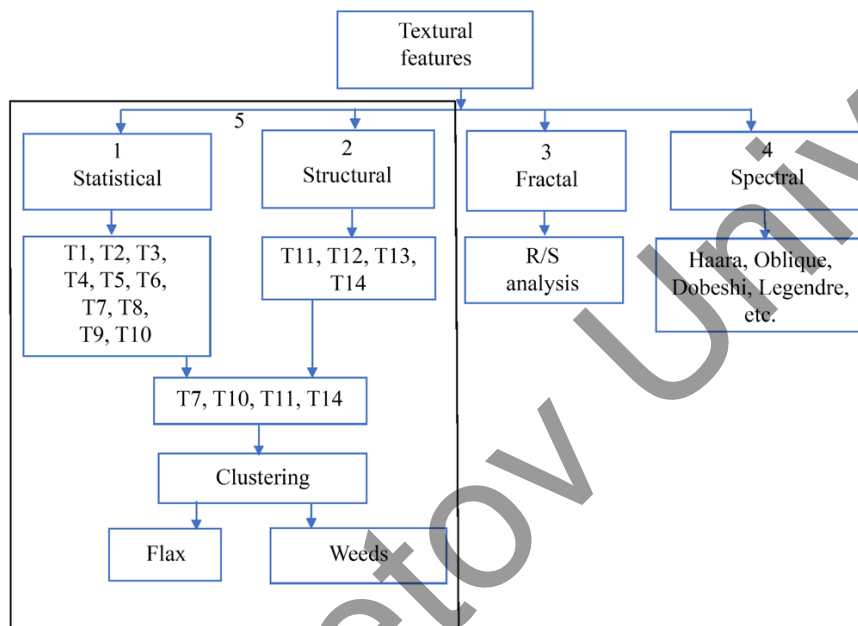 Textural
features
5
1
Statistical
2
Structural
3
Fractal
4
Spectral
T1, T2, T3,
T4, T5, T6,
T7, T8,
T9, T10
T11, T12, T13,
T14
R/S
analysis
Haara, Oblique,
Dobeshi, Legendre,
etc.
T7, T10, T11, T14
Clustering
Flax
Weeds
etov Univ